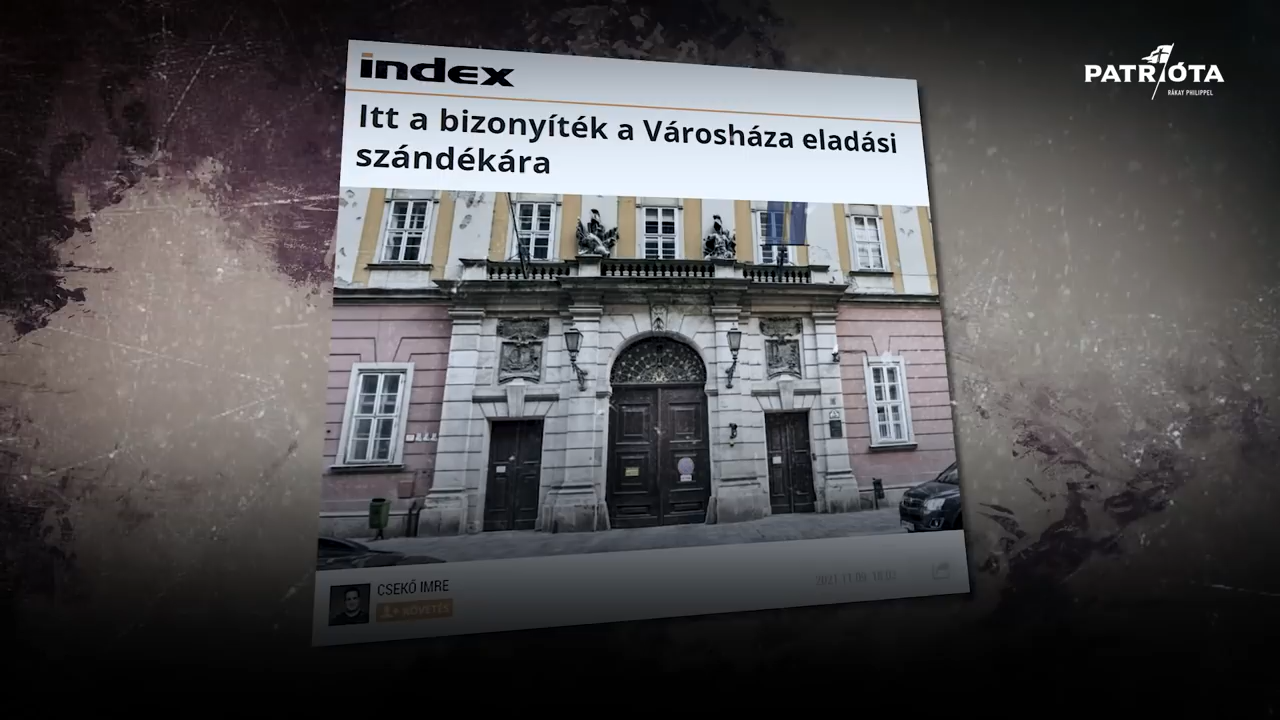 index
Itt a bizonyíték a Városháza eladási
szándékára
PATRIÓTA
RÁKAY PHILIPPEL
CSEKŐ IMRE
KÖVETÉS